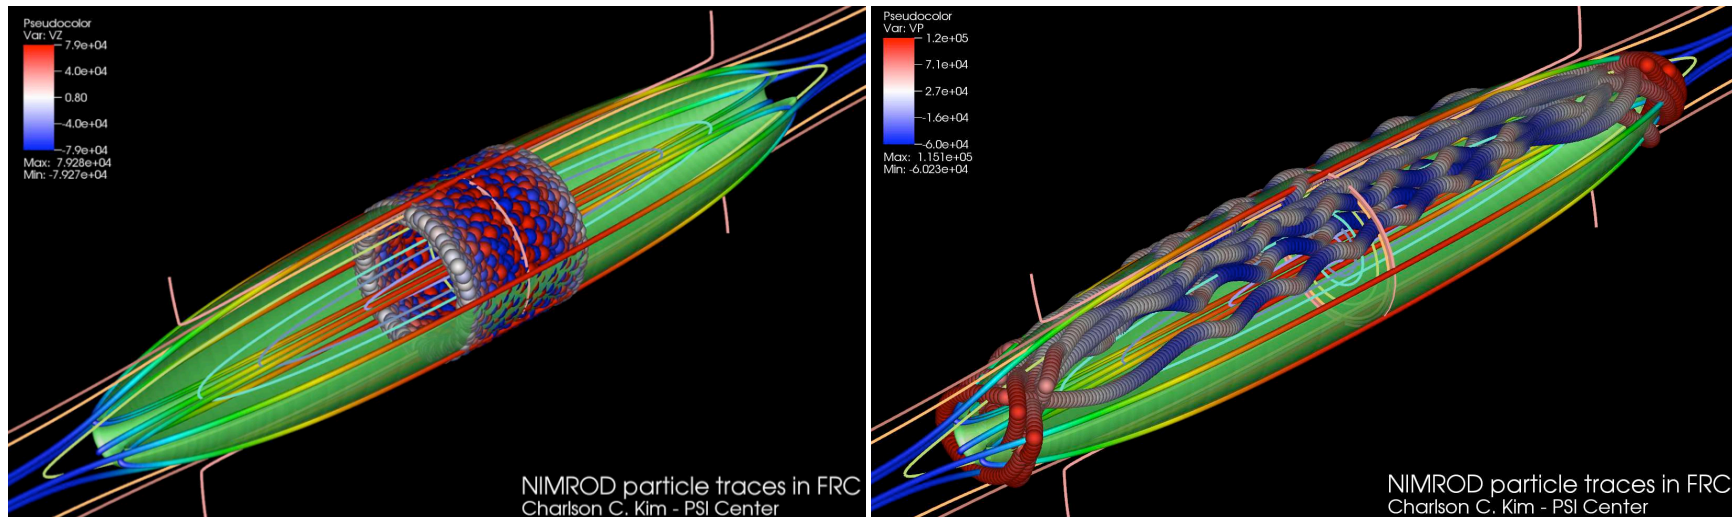 Pseudocolor
Var: VZ
7.9e+04
4.0e+04
0.80
-4.0e+04
-7.9e+04
Max: 7.928e+04
Min: -7.927e+04
NIMROD particle traces in FRC
Charlson C. Kim - PSI Center
Pseudocolor
Var: VP
1.2e+05
7.1e+04
2.7e+04
-1.6e+04
-6.0e+04
Max: 1.151e+05
Min: -6.023e+04
NIMROD particle traces in FRC
Charlson C. Kim - PSI Center